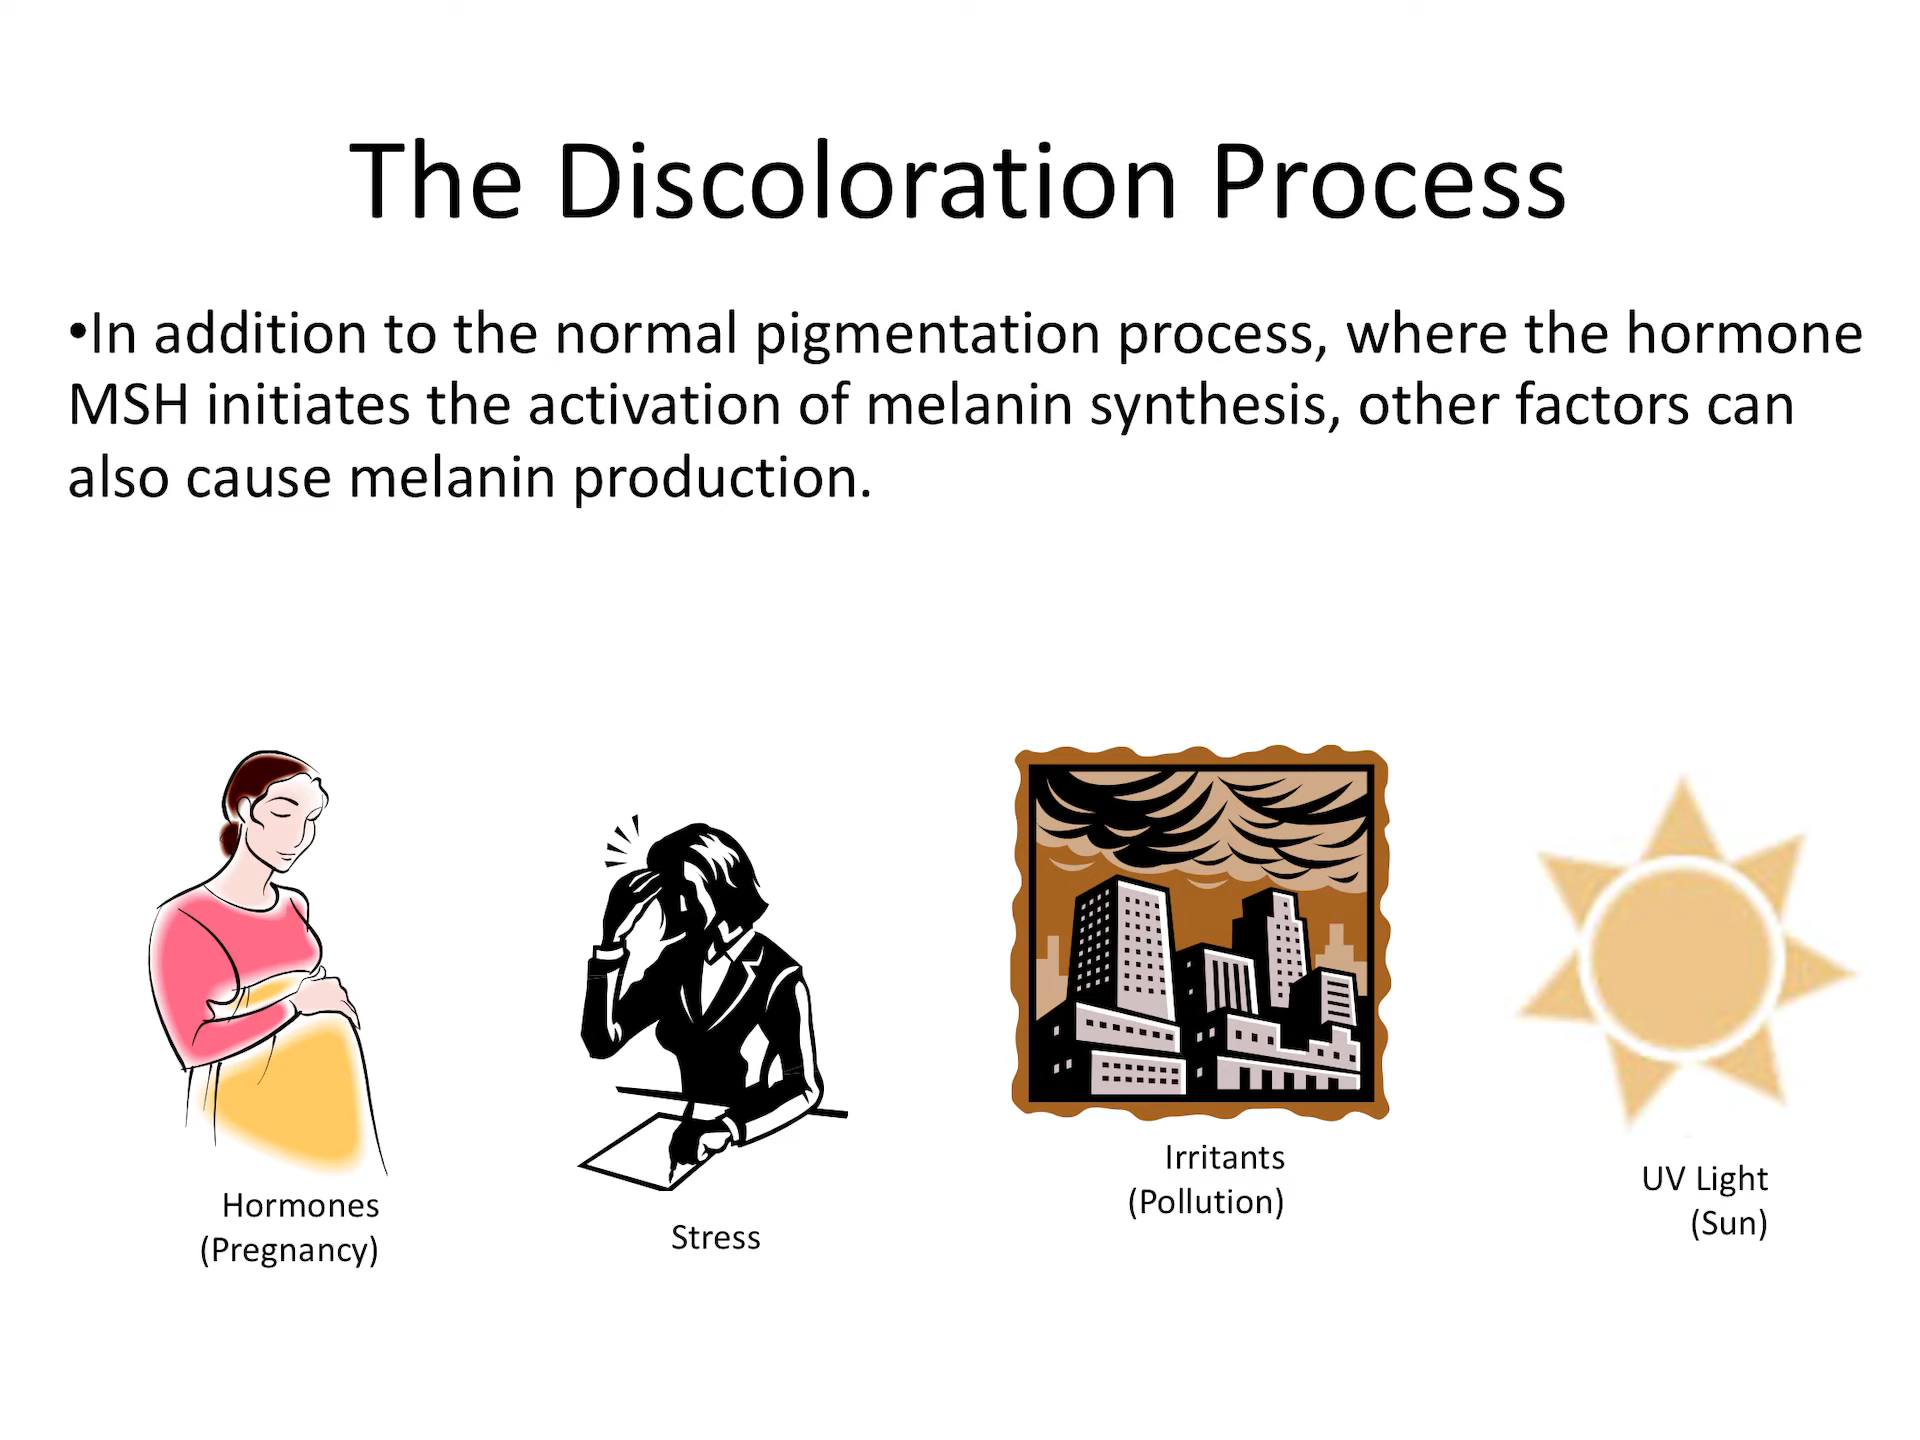 The Discoloration Process
•In addition to the normal pigmentation process, where the hormone
MSH initiates the activation of melanin synthesis, other factors can
also cause melanin production.
Hormones
(Pregnancy)
Stress
Irritants
(Pollution)
UV Light
(Sun)